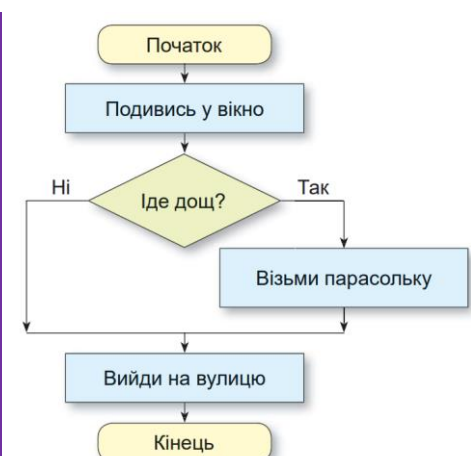 Початок
Подивись у вікно
Ні
Іде дощ?
Так
Візьми парасольку
Вийди на вулицю
Кінець